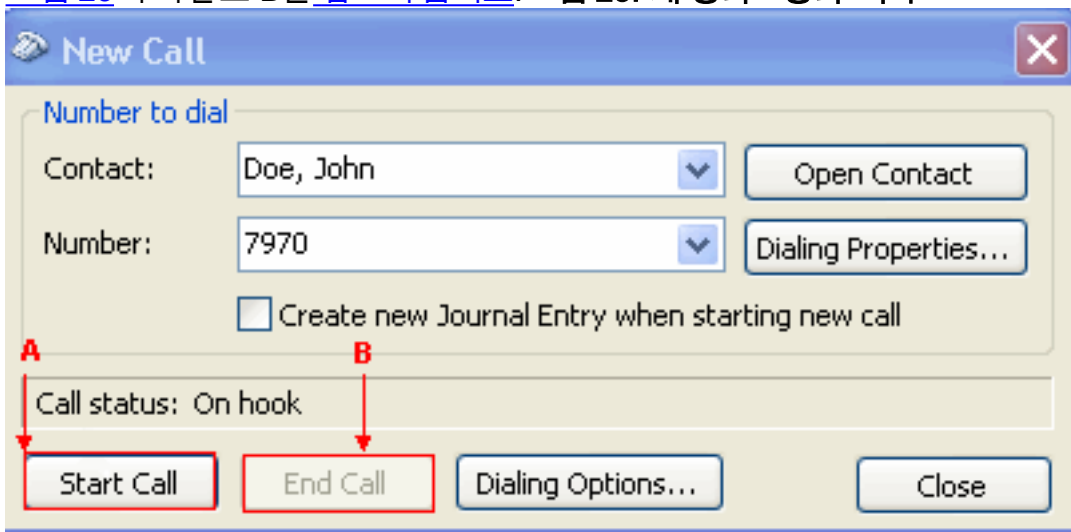 New Call
Number to dial
Contact: Doe, John Open Contact
Number: 7970 Dialing Properties...
Create new Journal Entry when starting new call
A B
Call status: On hook
Start Call End Call Dialing Options... Close